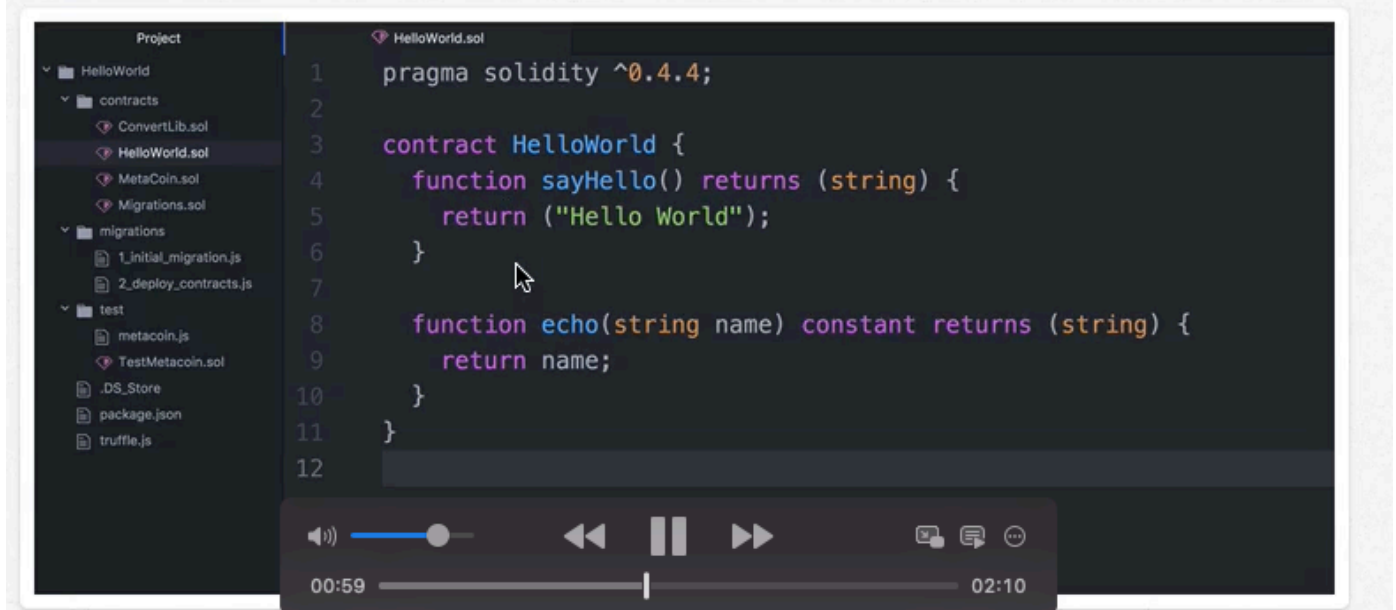 Project
HelloWorld
contracts
ConvertLib.sol
HelloWorld.sol
MetaCoin.sol
Migrations.sol
migrations
1_initial_migration.js
2_deploy_contracts.js
test
metacoin.js
TestMetacoin.sol
.DS_Store
package.json
truffle.js
HelloWorld.sol
1 pragma solidity ^0.4.4;
2
3 contract HelloWorld {
4 function sayHello() returns (string) {
5 return ("Hello World");
6 }
7
8 function echo(string name) constant returns (string) {
9 return name;
10 }
11 }
12
00:59 02:10